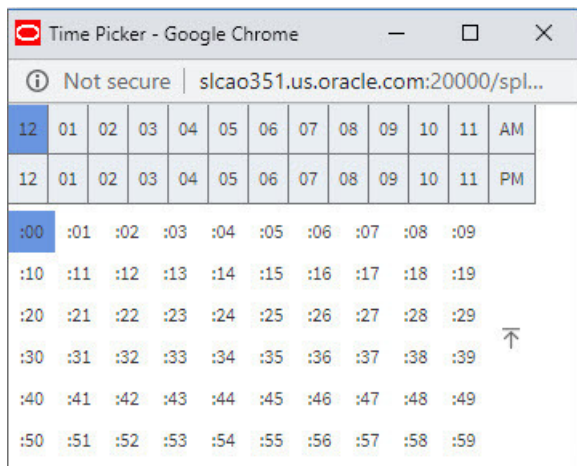 Time Picker - Google Chrome
Not secure | slcao351.us.oracle.com:20000/spl...
12 01 02 03 04 05 06 07 08 09 10 11 AM
12 01 02 03 04 05 06 07 08 09 10 11 PM
:00 :01 :02 :03 :04 :05 :06 :07 :08 :09
:10 :11 :12 :13 :14 :15 :16 :17 :18 :19
:20 :21 :22 :23 :24 :25 :26 :27 :28 :29
:30 :31 :32 :33 :34 :35 :36 :37 :38 :39
:40 :41 :42 :43 :44 :45 :46 :47 :48 :49
:50 :51 :52 :53 :54 :55 :56 :57 :58 :59